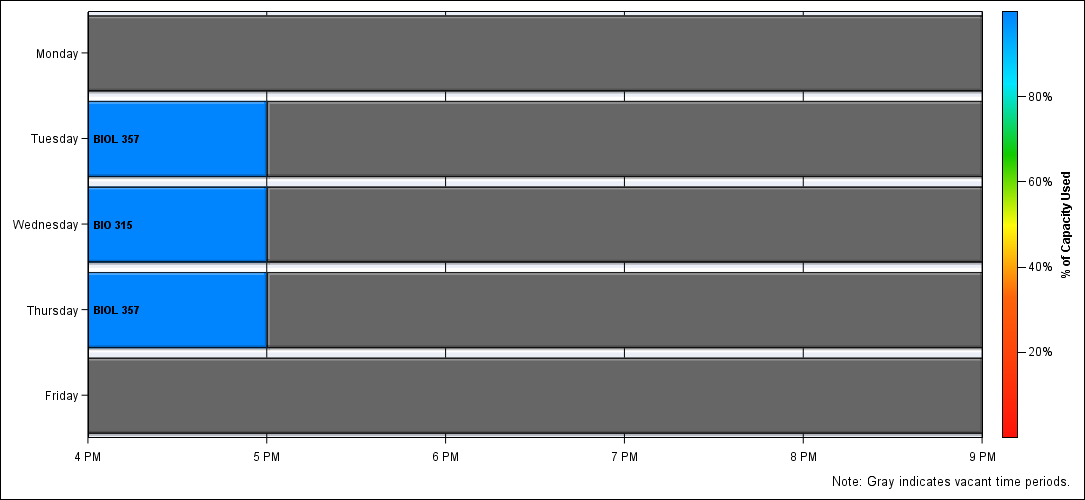 Monday
Tuesday
BIOL 357
Wednesday
BIO 315
Thursday
BIOL 357
Friday
4 PM 5 PM 6 PM 7 PM 8 PM 9 PM
80%
60%
40%
20%
% of Capacity Used
Note: Gray indicates vacant time periods.